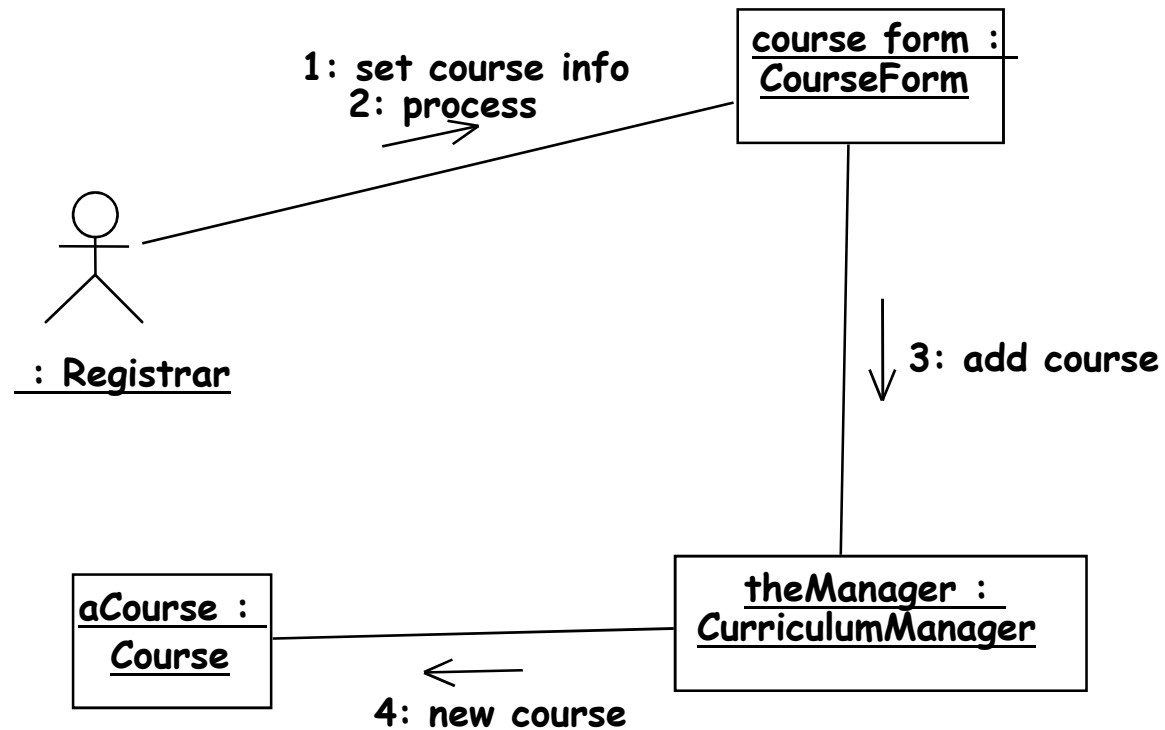 1: set course info
2: process
course form :
CourseForm
: Registrar
3: add course
theManager :
CurriculumManager
aCourse :
Course
4: new course